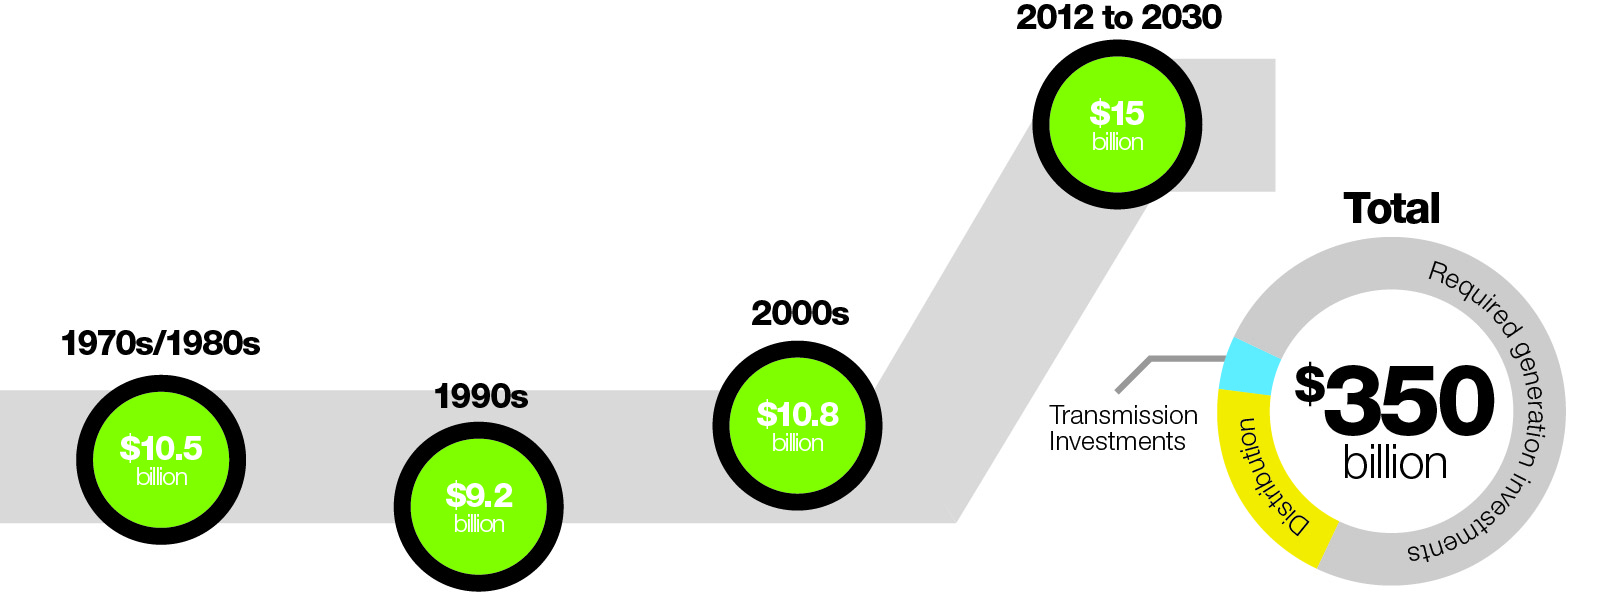 1970s/1980s
$10.5
billion
1990s
$9.2
billion
2000s
$10.8
billion
2012 to 2030
$15
billion
Total
$350
billion
Required generation investments
Transmission
Investments
Distribution